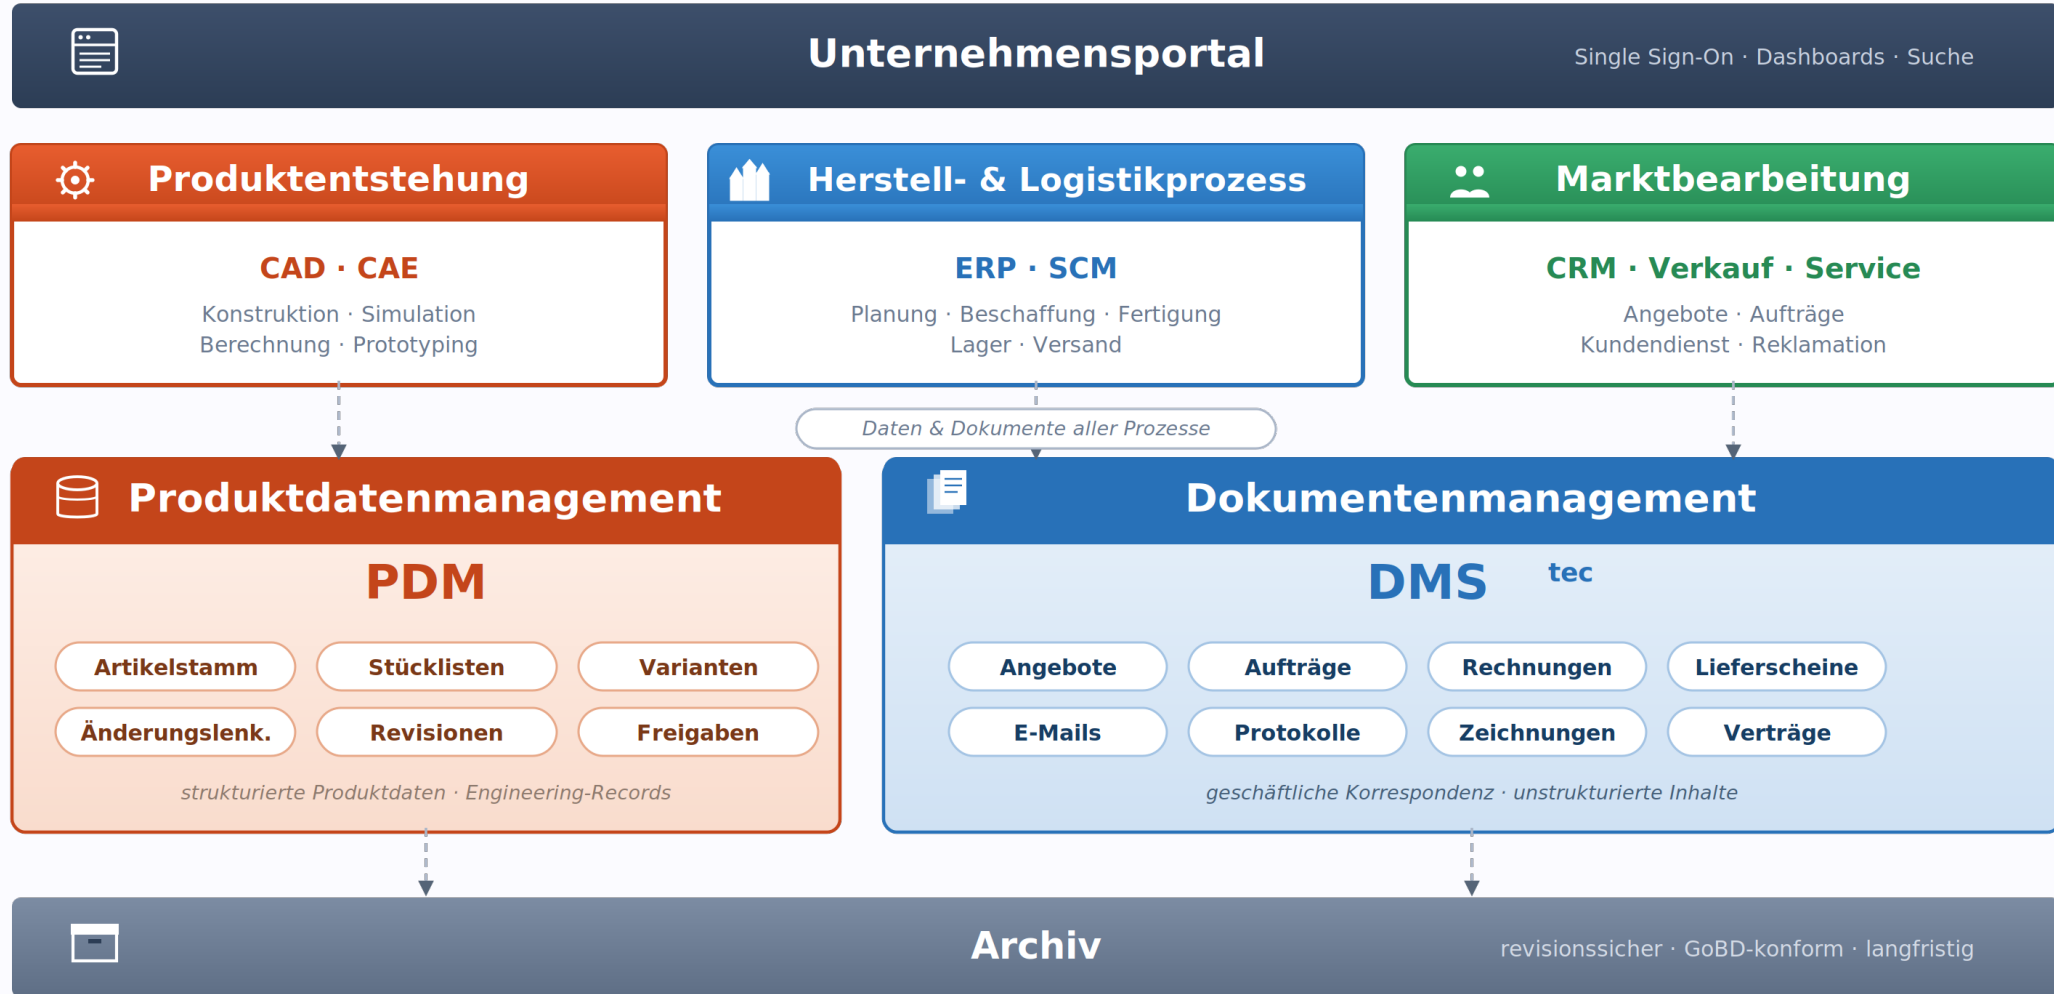 Unternehmensportal
Single Sign-On · Dashboards · Suche
Produktentstehung
CAD · CAE
Konstruktion · Simulation
Berechnung · Prototyping
Herstell- & Logistikprozess
ERP · SCM
Planung · Beschaffung · Fertigung
Lager · Versand
Marktbearbeitung
CRM · Verkauf · Service
Angebote · Aufträge
Kundendienst · Reklamation
Daten & Dokumente aller Prozesse
Produktdatenmanagement
PDM
Artikelstamm
Stücklisten
Varianten
Änderungslenk.
Revisionen
Freigaben
strukturierte Produktdaten · Engineering-Records
Dokumentenmanagement
DMS tec
Angebote
Aufträge
Rechnungen
Lieferscheine
E-Mails
Protokolle
Zeichnungen
Verträge
geschäftliche Korrespondenz · unstrukturierte Inhalte
Archiv
revisionssicher · GoBD-konform · langfristig